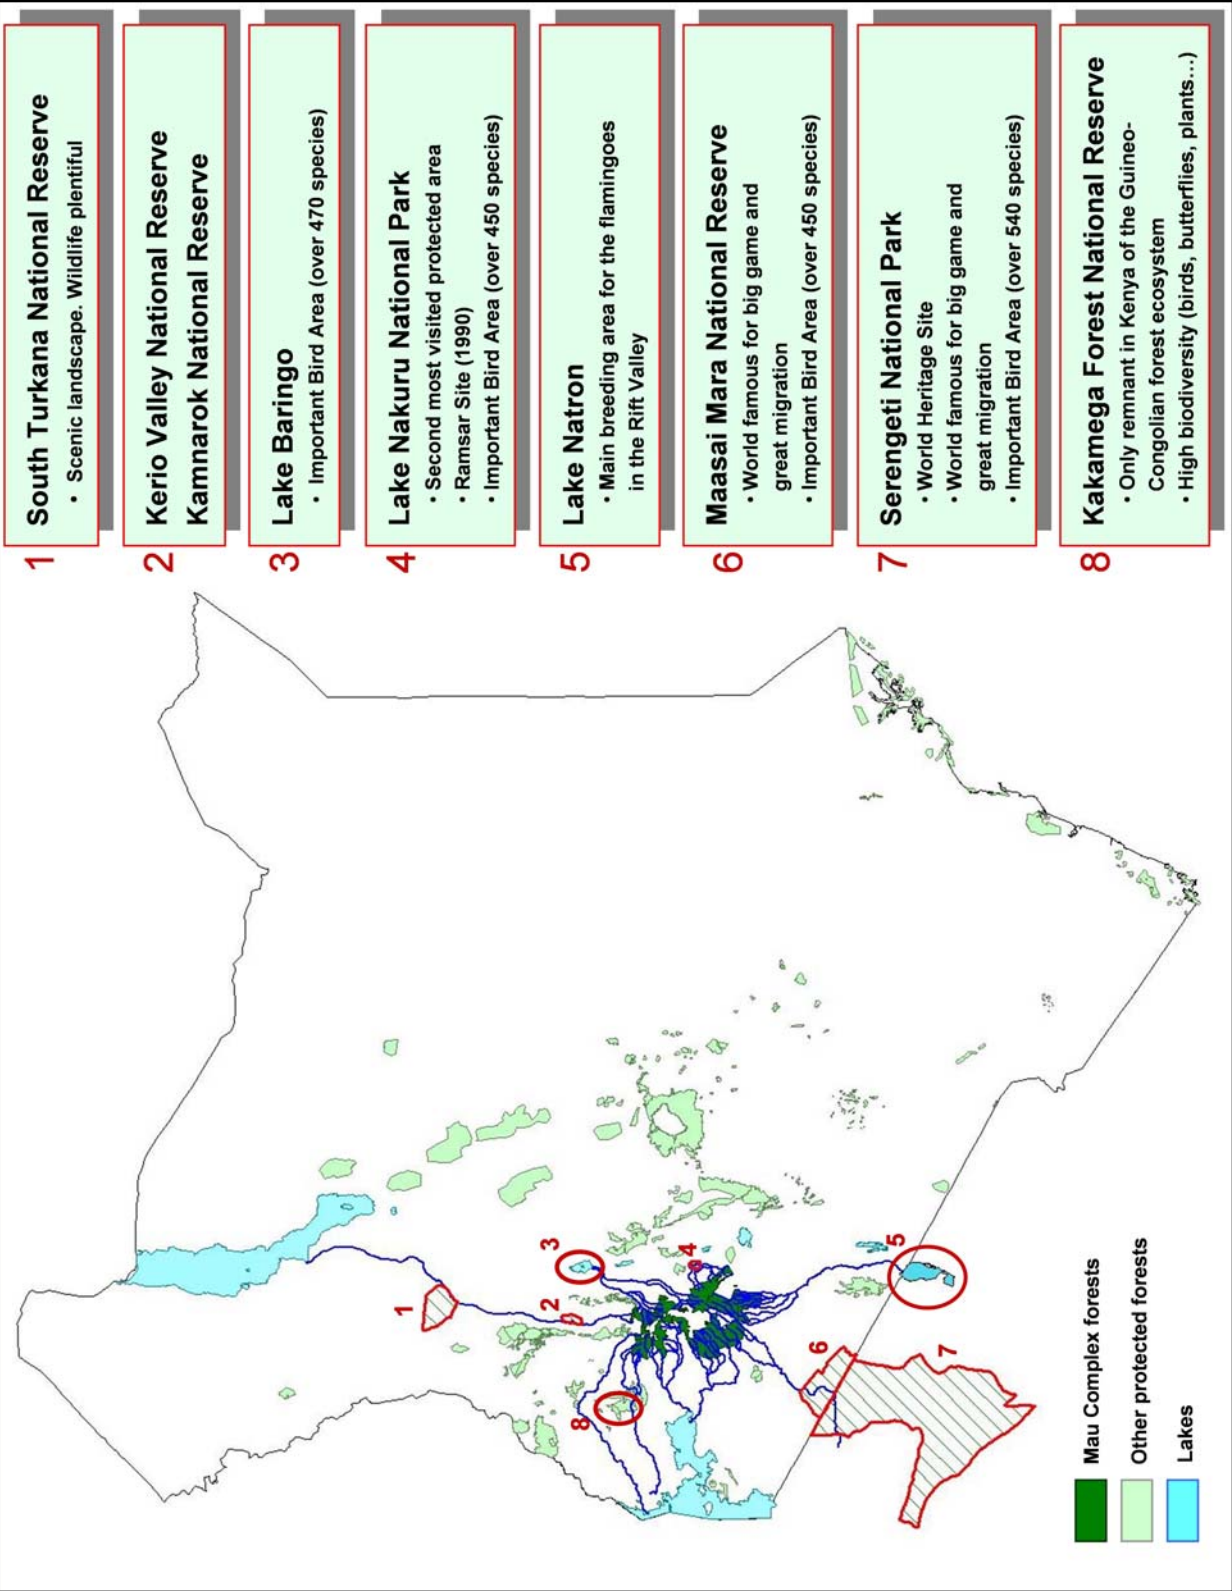 1
South Turkana National Reserve
• Scenic landscape. Wildlife plentiful
2
Kerio Valley National Reserve
Kamnarok National Reserve
3
Lake Baringo
• Important Bird Area (over 470 species)
4
Lake Nakuru National Park
• Second most visited protected area
• Ramsar Site (1990)
• Important Bird Area (over 450 species)
5
Lake Natron
• Main breeding area for the flamingoes
in the Rift Valley
6
Maasai Mara National Reserve
• World famous for big game and
great migration
• Important Bird Area (over 450 species)
7
Serengeti National Park
• World Heritage Site
• World famous for big game and
great migration
• Important Bird Area (over 540 species)
8
Kakamega Forest National Reserve
• Only remnant in Kenya of the Guineo-
Congolian forest ecosystem
• High biodiversity (birds, butterflies, plants...)
1
2
3
4
5
6
7
8
Mau Complex forests
Other protected forests
Lakes